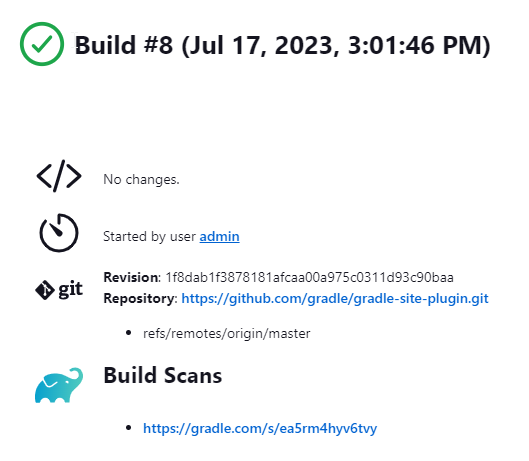 Build #8 (Jul 17, 2023, 3:01:46 PM)
No changes.
Started by user admin
git
Revision: 1f8dab1f3878181afcaa00a975c0311d93c90baa
Repository: https://github.com/gradle/gradle-site-plugin.git
refs/remotes/origin/master
Build Scans
https://gradle.com/s/ea5rm4hyv6tvy